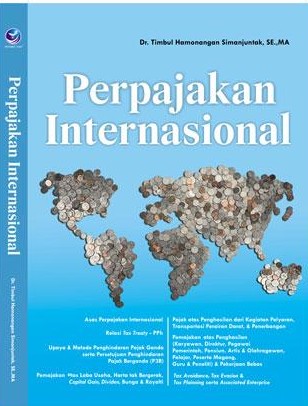 Dr. Timbul Hamonangan Simanjuntak, SE.,MA
Perpajakan
Internasional
Asas Perpajakan Internasional
Relasi Tax Treaty - PPh
Upaya & Metode Penghindaran Pajak Ganda
serta Persetujuan Penghindaran
Pajak Berganda (P3B)
Pemajakan atas Laba Usaha, Harta tak Bergerak,
Capital Gain, Dividen, Bunga & Royalti
Pajak atas Penghasilan dari Kegiatan Pelayaran,
Transportasi Perairan Darat, & Penerbangan
Pemajakan atas Penghasilan
(Karyawan, Direktur, Pegawai
Pemerintah, Pensiun, Artis & Olahragawan,
Pelajar, Peserta Magang,
Guru & Peneliti) & Pekerjaan Bebas
Tax Avoidance, Tax Evasion &
Tax Planning serta Associated Enterprise
Perpajakan Internasional
Dr. Timbul Hamonangan Simanjuntak, SE.,MA